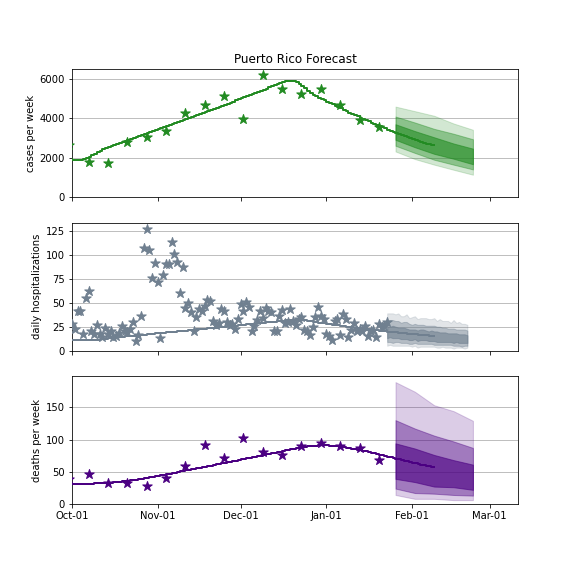 Puerto Rico Forecast
cases per week
6000
4000
2000
0
daily hospitalizations
125
100
75
50
25
0
deaths per week
150
100
50
0
Oct-01 Nov-01 Dec-01 Jan-01 Feb-01 Mar-01